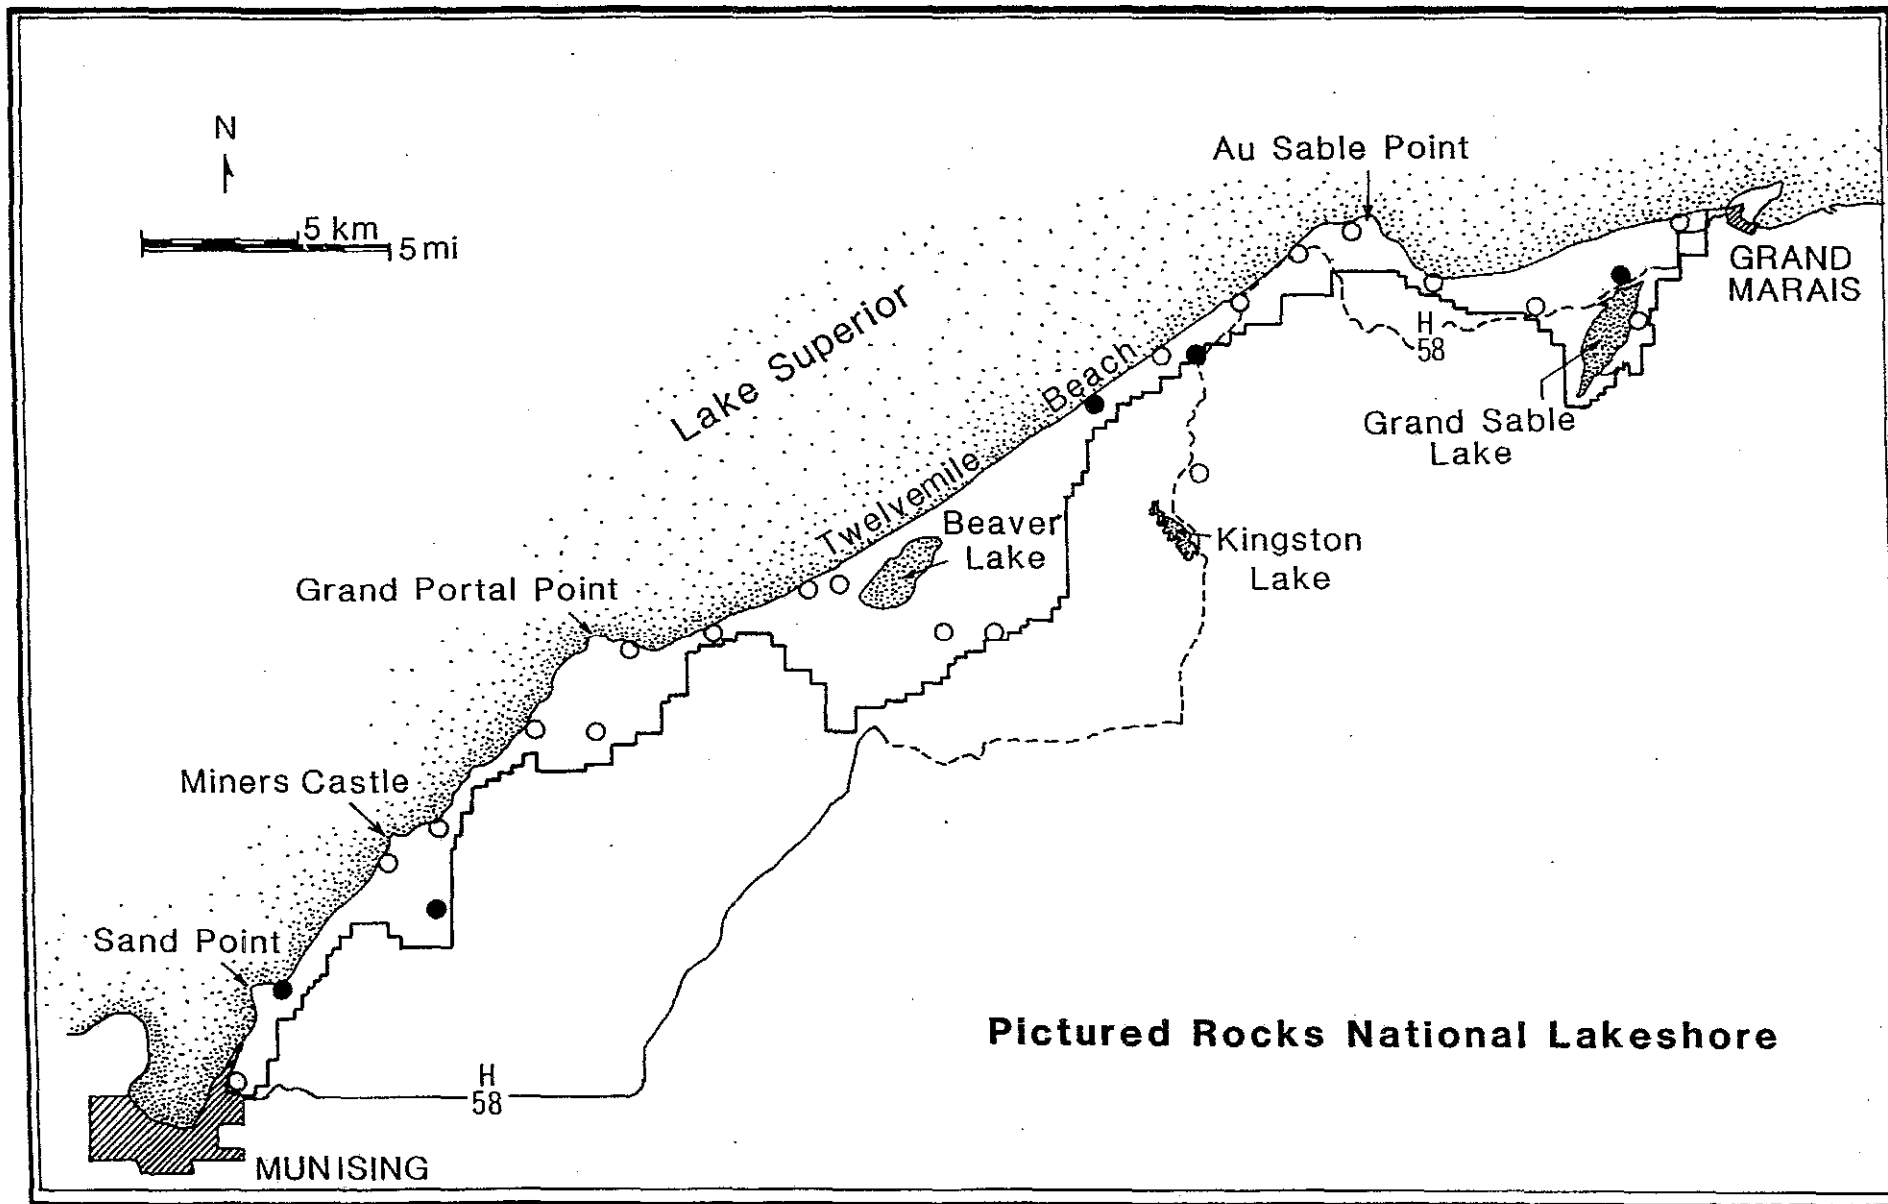 N
5 km
5 mi
Au Sable Point
GRAND
MARAIS
Lake Superior
H
58
Twelvemile Beach
Grand Sable
Lake
Beaver
Lake
Kingston
Lake
Grand Portal Point
Miners Castle
Sand Point
Pictured Rocks National Lakeshore
H
58
MUNISING